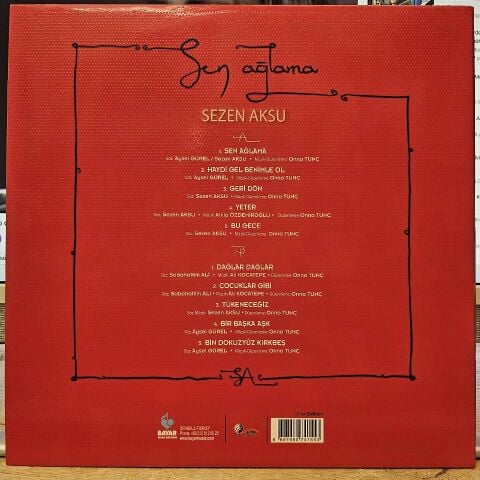 Sen ağlama
SEZEN AKSU
A
1. SEN AĞLAMA
Söz: Aysel GÜREL / Sezen AKSU • Müzik-Düzenleme: Onno TUNÇ
2. HAYDİ GEL BENİMLE OL
Söz: Aysel GÜREL • Müzik-Düzenleme: Onno TUNÇ
3. GERİ DÖN
Söz: Sezen AKSU • Müzik-Düzenleme: Onno TUNÇ
4. YETER
Söz: Sezen AKSU • Müzik: Atilla ÖZDEMİROĞLU • Düzenleme: Onno TUNÇ
5. BU GECE
Söz: Sezen AKSU • Müzik-Düzenleme: Onno TUNÇ
B
1. DAĞLAR DAĞLAR
Söz: Sabahattin ALİ • Müzik: Ali KOCATEPE • Düzenleme: Onno TUNÇ
2. ÇOCUKLAR GİBİ
Söz: Sabahattin ALİ • Müzik: Ali KOCATEPE • Düzenleme: Onno TUNÇ
3. TÜKENECEĞİZ
Söz-Müzik: Sezen AKSU • Düzenleme: Onno TUNÇ
4. BİR BAŞKA AŞK
Söz: Aysel GÜREL • Müzik-Düzenleme: Onno TUNÇ
5. BİN DOKUZYÜZ KIRKBEŞ
Söz: Aysel GÜREL • Müzik-Düzenleme: Onno TUNÇ
SA
BAYAR
İSTANBUL-TURKEY
www.bayarmusic.com